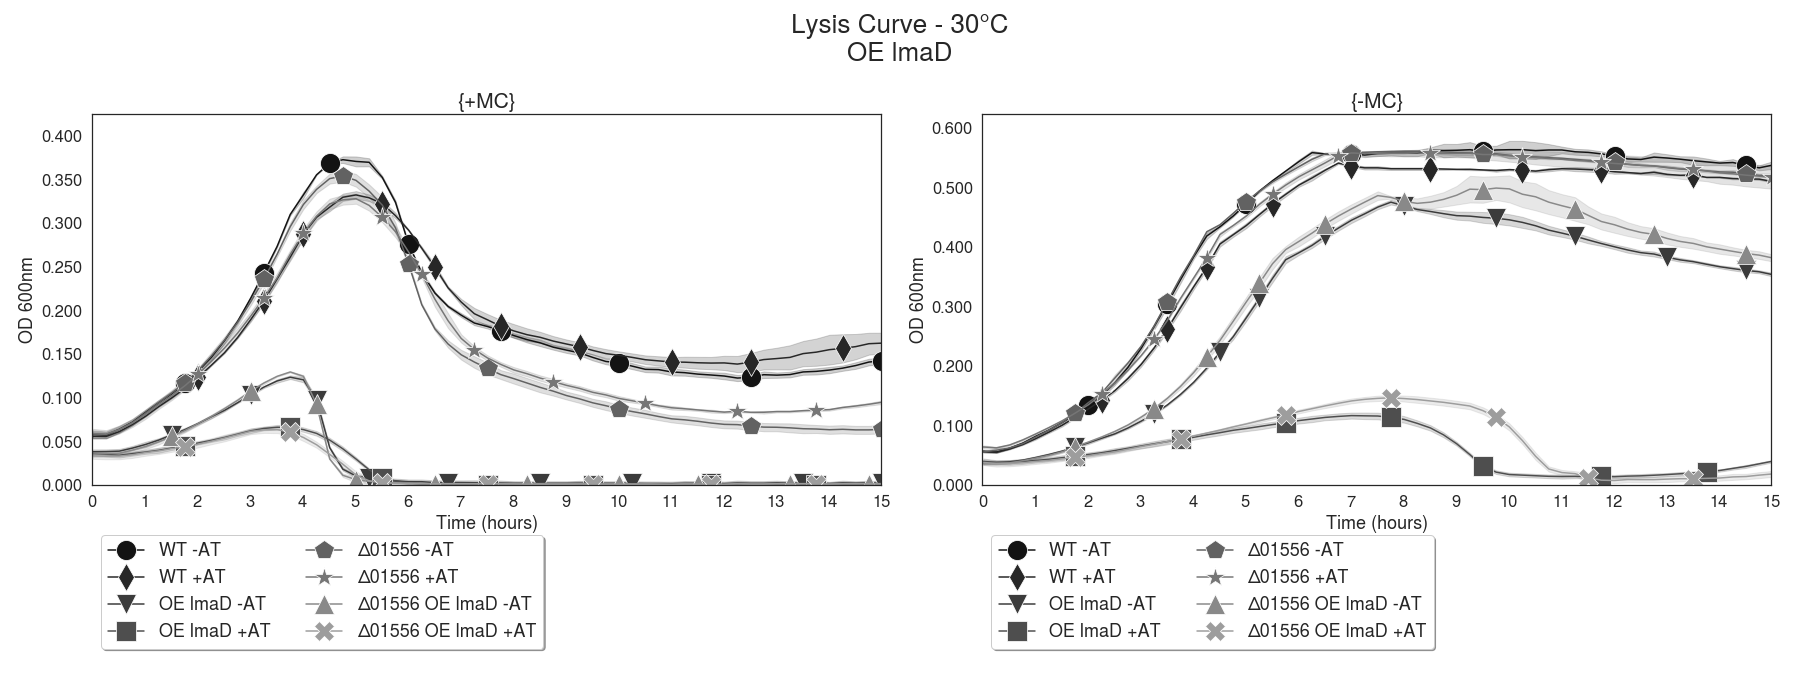 Lysis Curve - 30°C
OE lmaD
{+MC}
0.400
0.350
0.300
0.250
0.200
0.150
0.100
0.050
0.000
OD 600nm
0 1 2 3 4 5 6 7 8 9 10 11 12 13 14 15
Time (hours)
WT -AT
WT +AT
OE lmaD -AT
OE lmaD +AT
Δ01556 -AT
Δ01556 +AT
Δ01556 OE lmaD -AT
Δ01556 OE lmaD +AT
{-MC}
0.600
0.500
0.400
0.300
0.200
0.100
0.000
OD 600nm
0 1 2 3 4 5 6 7 8 9 10 11 12 13 14 15
Time (hours)
WT -AT
WT +AT
OE lmaD -AT
OE lmaD +AT
Δ01556 -AT
Δ01556 +AT
Δ01556 OE lmaD -AT
Δ01556 OE lmaD +AT